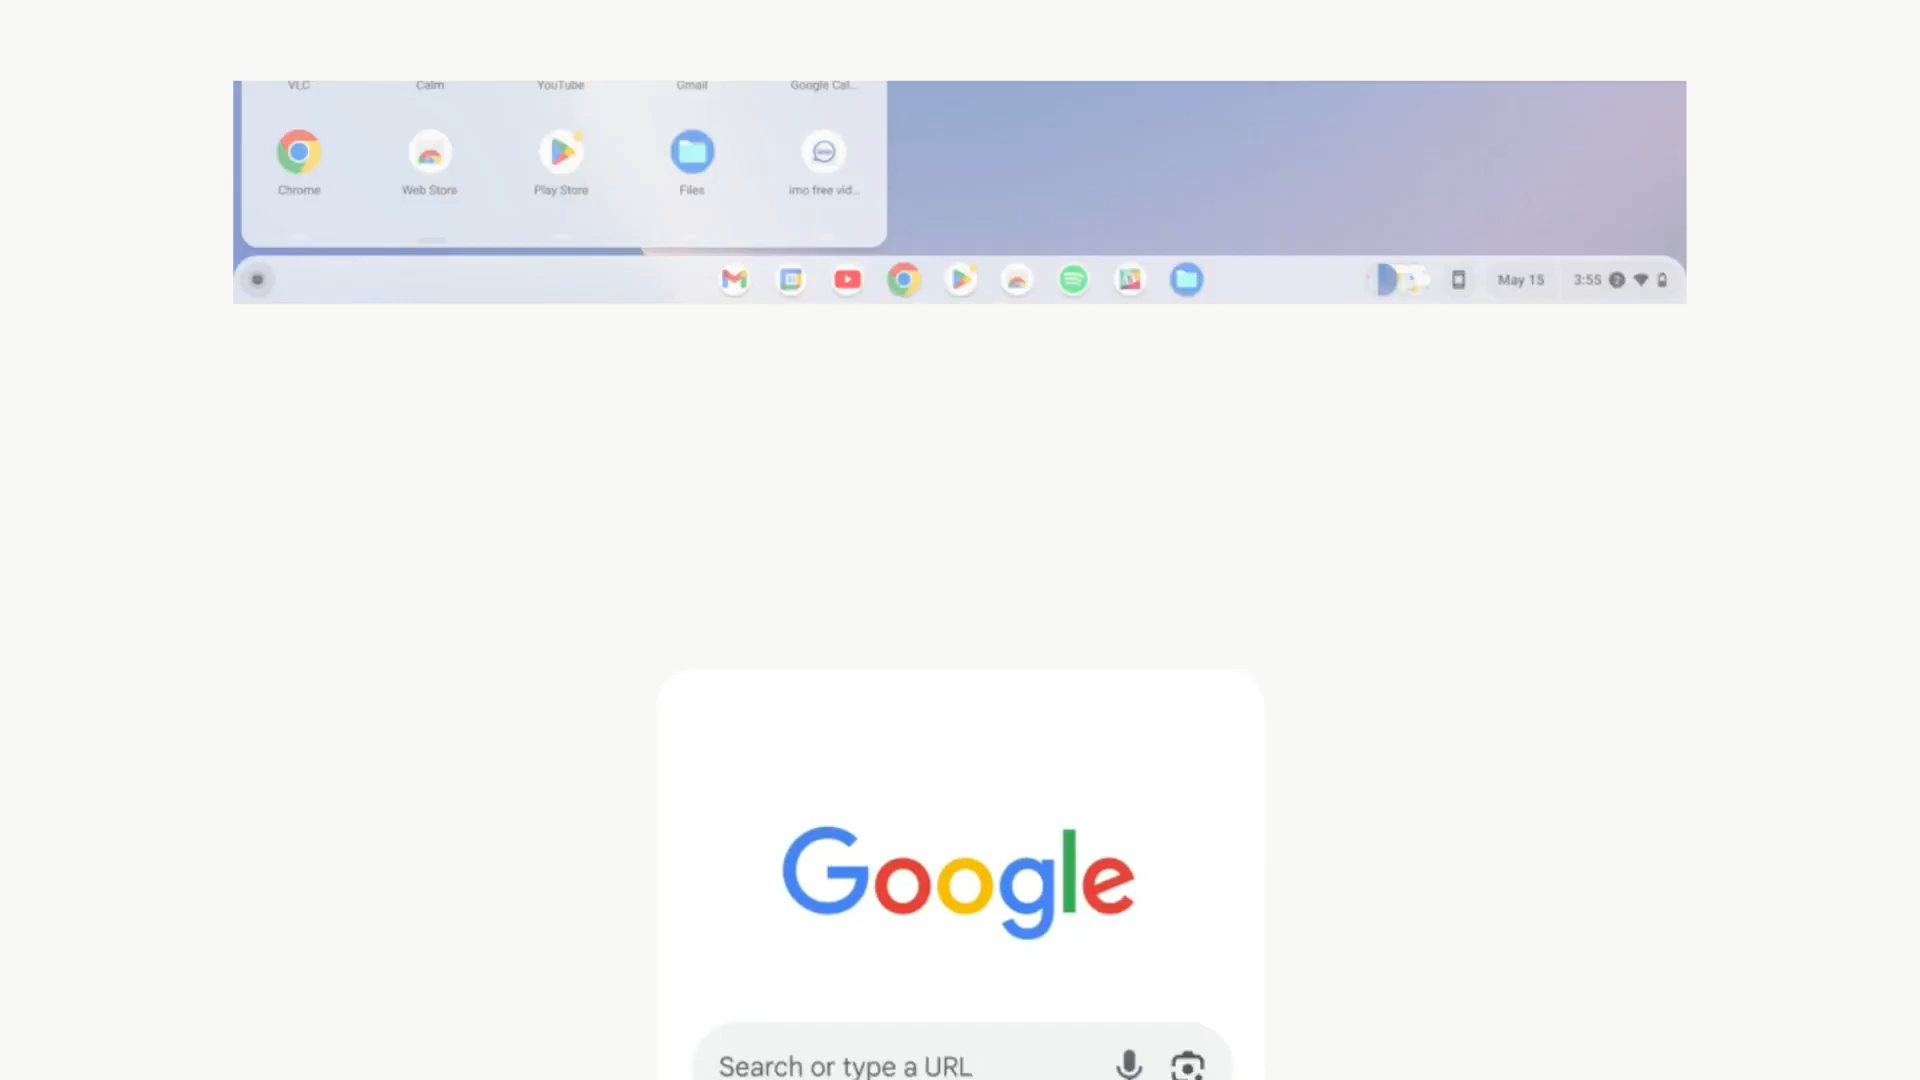 VLC Calm YouTube Gmail Google Cal...
Chrome Web Store Play Store Files imo free vid...
May 15 3:55
Google
Search or type a URL